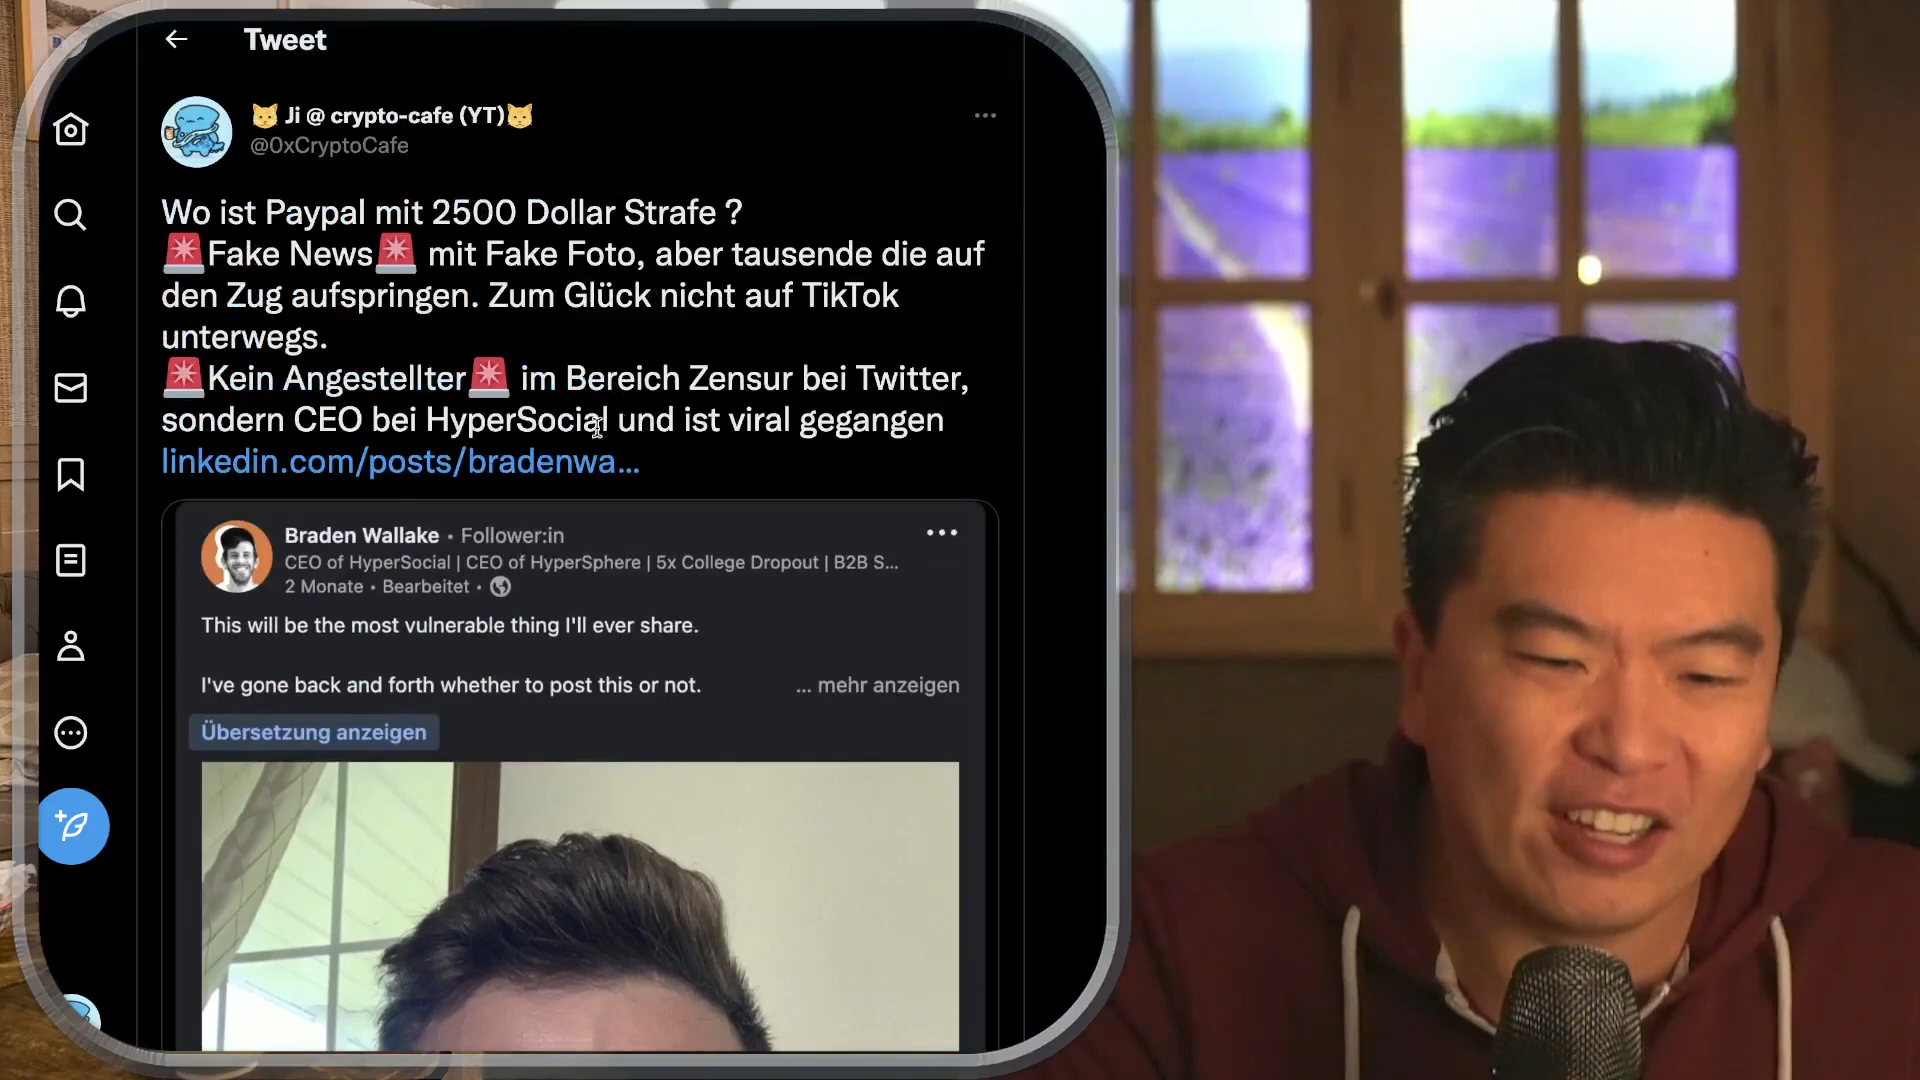 Tweet
Ji @ crypto-cafe (YT)
@0xCryptoCafe
Wo ist Paypal mit 2500 Dollar Strafe ?
🚨Fake News🚨 mit Fake Foto, aber tausende die auf
den Zug aufspringen. Zum Glück nicht auf TikTok
unterwegs.
🚨Kein Angestellter🚨 im Bereich Zensur bei Twitter,
sondern CEO bei HyperSocial und ist viral gegangen
linkedin.com/posts/bradenwa…
Braden Wallake • Follower:in
CEO of HyperSocial | CEO of HyperSphere | 5x College Dropout | B2B S...
2 Monate • Bearbeitet •
This will be the most vulnerable thing I'll ever share.
I've gone back and forth whether to post this or not.
... mehr anzeigen
Übersetzung anzeigen